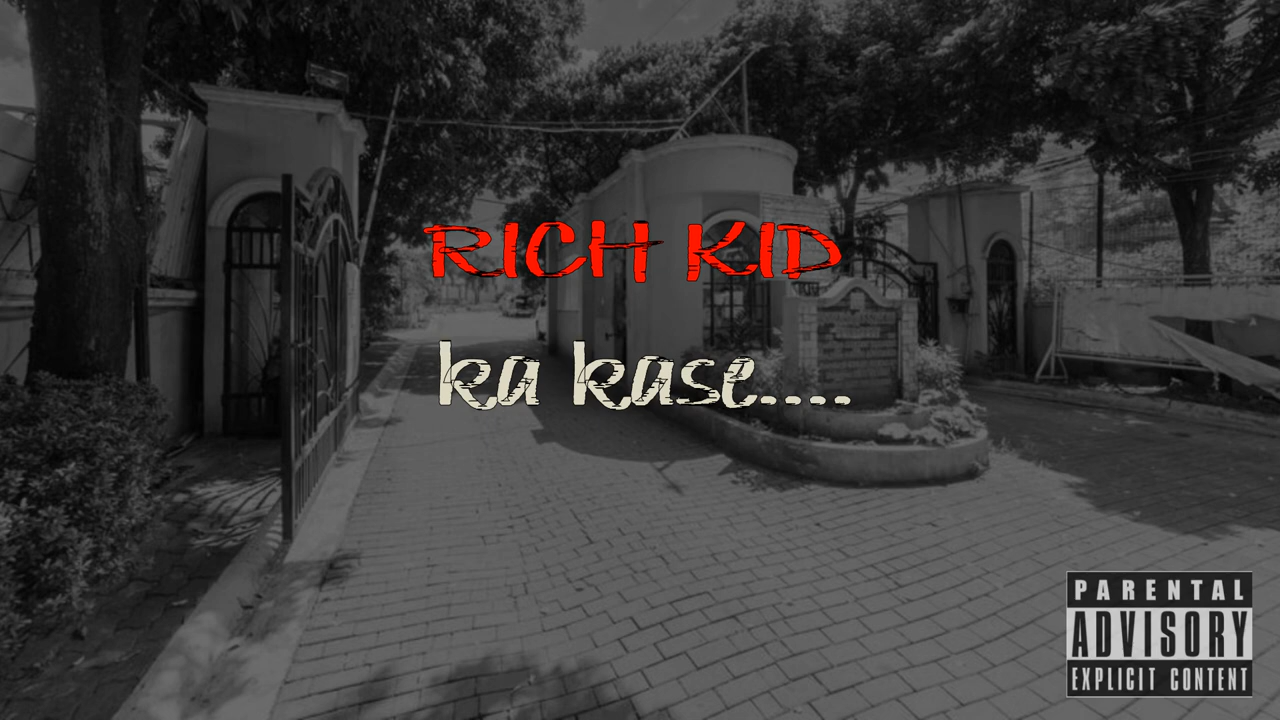 RICH KID
ka kase....
PARENTAL
ADVISORY
EXPLICIT CONTENT